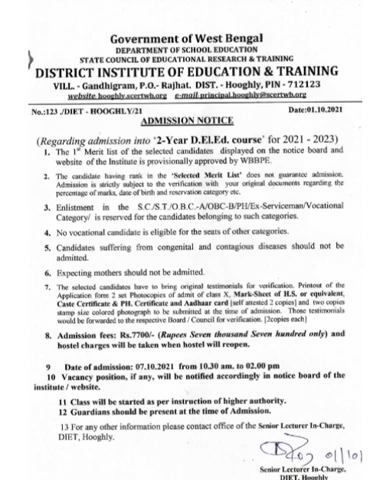 Government of West Bengal
DEPARTMENT OF SCHOOL EDUCATION
STATE COUNCIL OF EDUCATIONAL RESEARCH & TRAINING
DISTRICT INSTITUTE OF EDUCATION & TRAINING
VILL. - Gandhigram, P.O.- Rajhat. DIST. - Hooghly, PIN - 712123
website hooghly.scertwb.org e-mail principal.hooghly@scertwb.org
No.:123 /DIET - HOOGHLY/21 Date:01.10.2021
ADMISSION NOTICE
(Regarding admission into '2-Year D.El.Ed. course' for 2021 - 2023)
1. The 1st Merit list of the selected candidates displayed on the notice board and
website of the Institute is provisionally approved by WBBPE.
2. The candidate having rank in the 'Selected Merit List' does not guarantee admission.
Admission is strictly subject to the verification with your original documents regarding the
percentage of marks, date of birth and reservation category etc.
3. Enlistment in the S.C./S.T./O.B.C.-A/OBC-B/PH/Ex-Serviceman/Vocational
Category/ is reserved for the candidates belonging to such categories.
4. No vocational candidate is eligible for the seats of other categories.
5. Candidates suffering from congenital and contagious diseases should not be
admitted.
6. Expecting mothers should not be admitted.
7. The selected candidates have to bring original testimonials for verification. Printout of the
Application form 2 set Photocopies of admit of class X, Mark-Sheet of H.S. or equivalent,
Caste Certificate & PH. Certificate and Aadhaar card [self attested 2 copies] and two copies
stamp size colored photograph to be submitted at the time of admission. Those testimonials
would be forwarded to the respective Board / Council for verification. [2copies each]
8. Admission fees: Rs.7700/- (Rupees Seven thousand Seven hundred only) and
hostel charges will be taken when hostel will reopen.
9 Date of admission: 07.10.2021 from 10.30 am. to 02.00 pm
10 Vacancy position, if any, will be notified accordingly in notice board of the
institute / website.
11 Class will be started as per instruction of higher authority.
12 Guardians should be present at the time of Admission.
13 For any other information please contact office of the Senior Lecturer In-Charge,
DIET, Hooghly.
Senior Lecturer In-Charge,
DIET, Hooghly